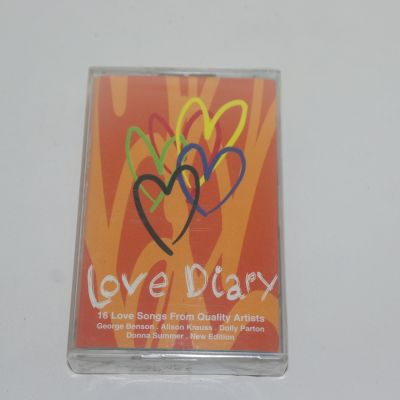 Love Diary
16 Love Songs From Quality Artists
George Benson . Alison Krauss . Dolly Parton
Donna Summer . New Edition